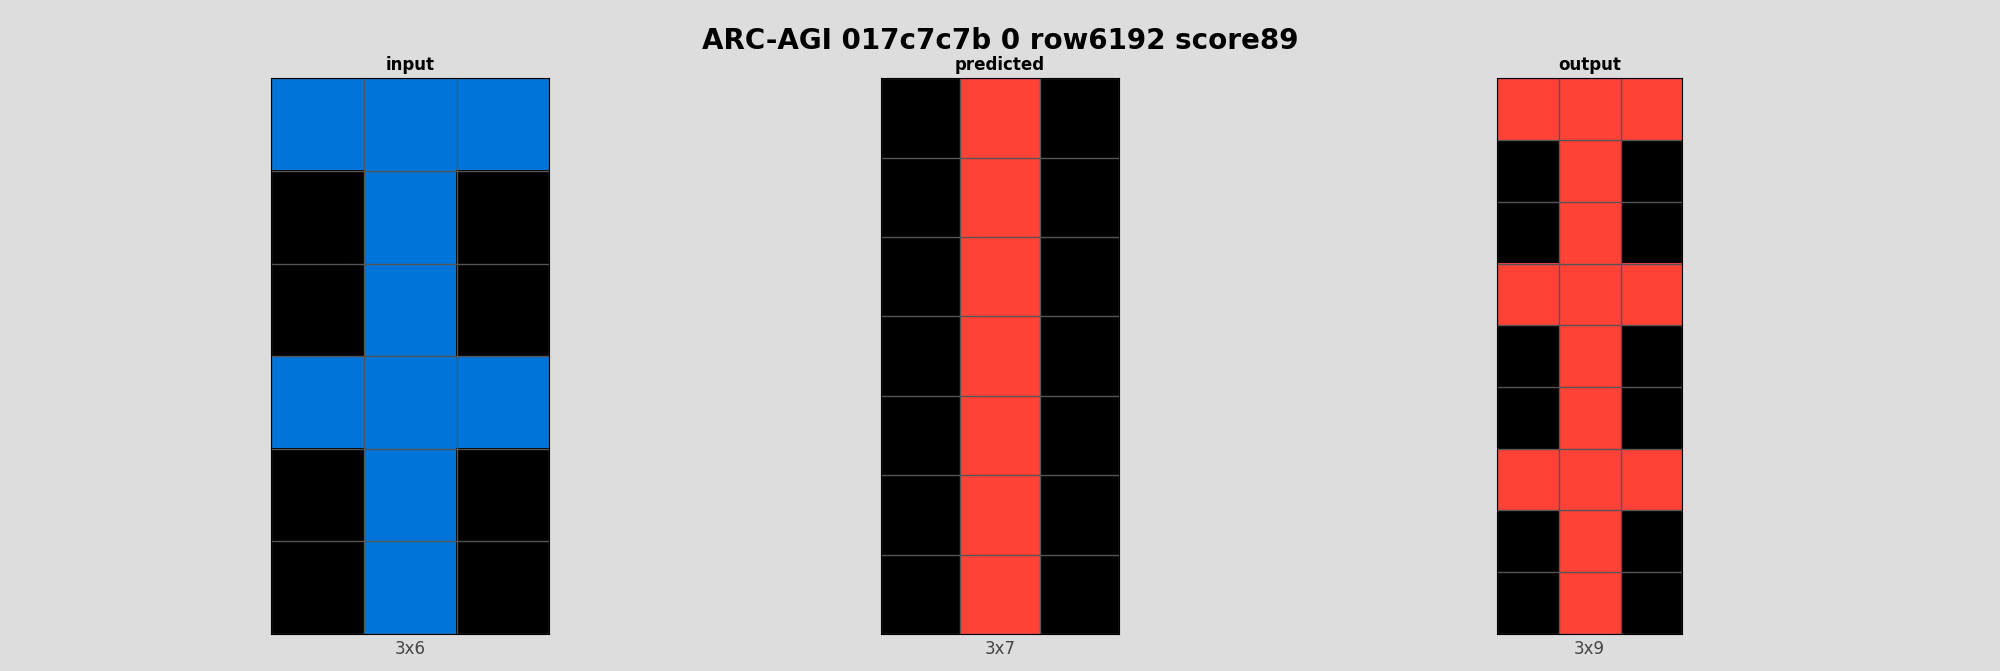 ARC-AGI 017c7c7b 0 row6192 score89
input
predicted
output
3x6
3x7
3x9